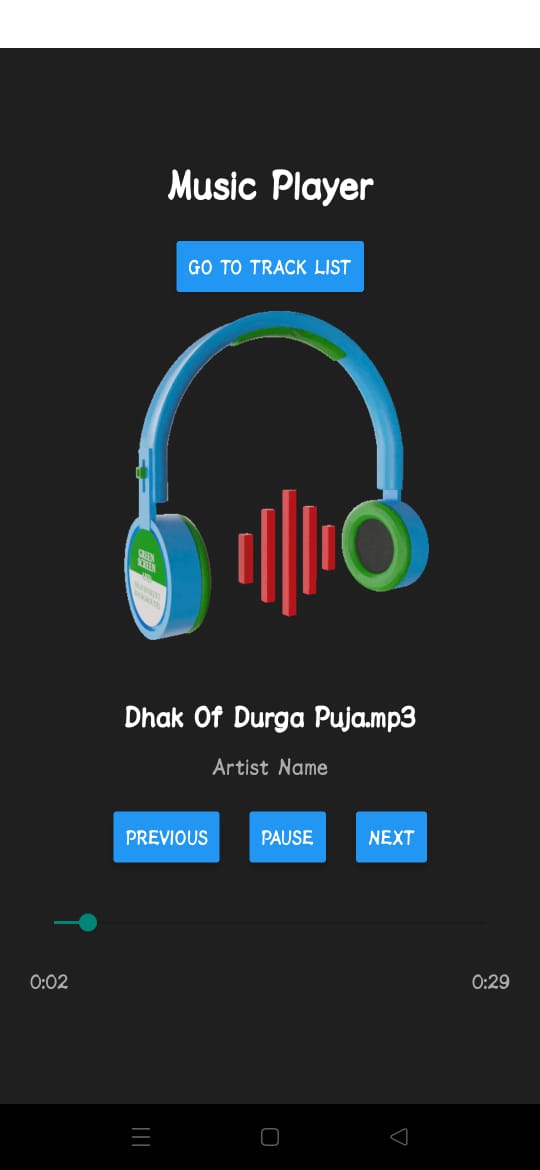 Music Player
GO TO TRACK LIST
GREEN
SCREEN
Dhak Of Durga Puja.mp3
Artist Name
PREVIOUS PAUSE NEXT
0:02 0:29